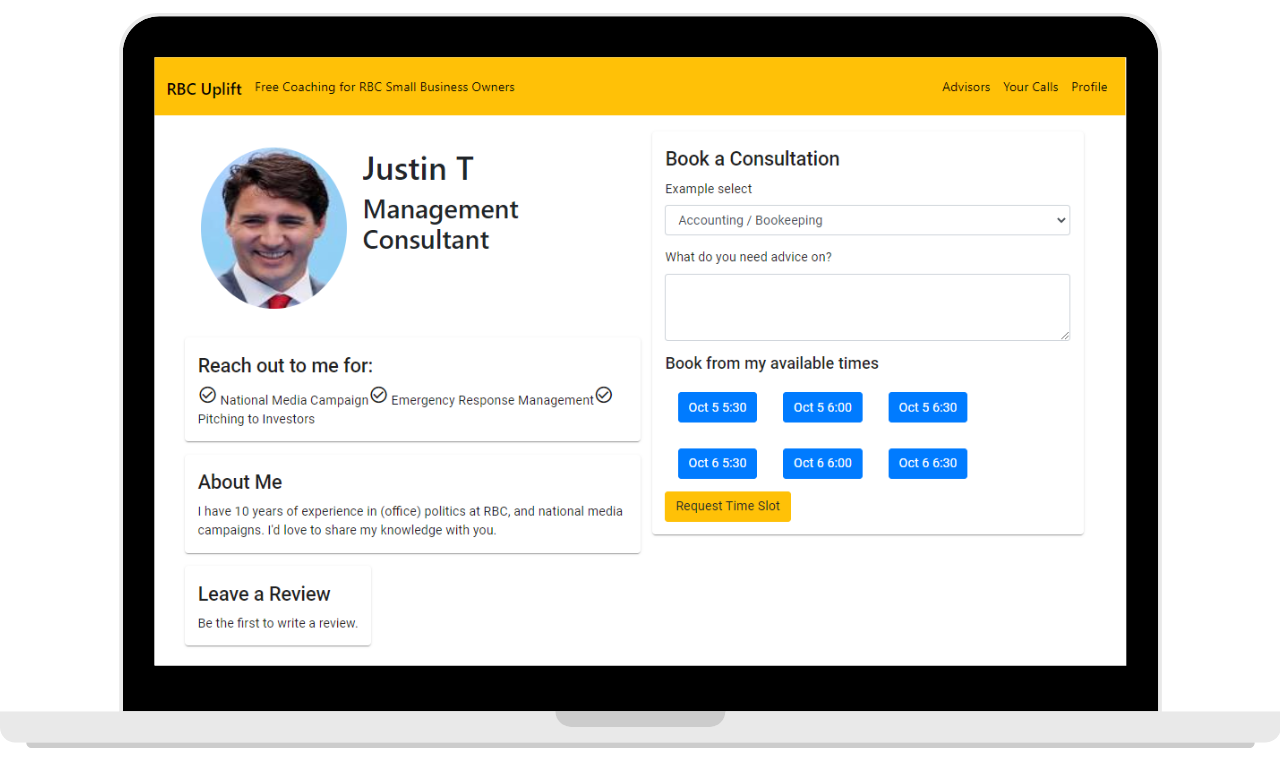 RBC Uplift Free Coaching for RBC Small Business Owners Advisors Your Calls Profile
Justin T
Management
Consultant
Reach out to me for:
National Media Campaign Emergency Response Management
Pitching to Investors
About Me
I have 10 years of experience in (office) politics at RBC, and national media
campaigns. I'd love to share my knowledge with you.
Leave a Review
Be the first to write a review.
Book a Consultation
Example select
Accounting / Bookeeping
What do you need advice on?
Book from my available times
Oct 5 5:30 Oct 5 6:00 Oct 5 6:30
Oct 6 5:30 Oct 6 6:00 Oct 6 6:30
Request Time Slot